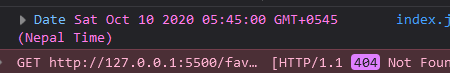 Date Sat Oct 10 2020 05:45:00 GMT+0545 index.j
(Nepal Time)
GET http://127.0.0.1:5500/fav… [HTTP/1.1 404 Not Foun